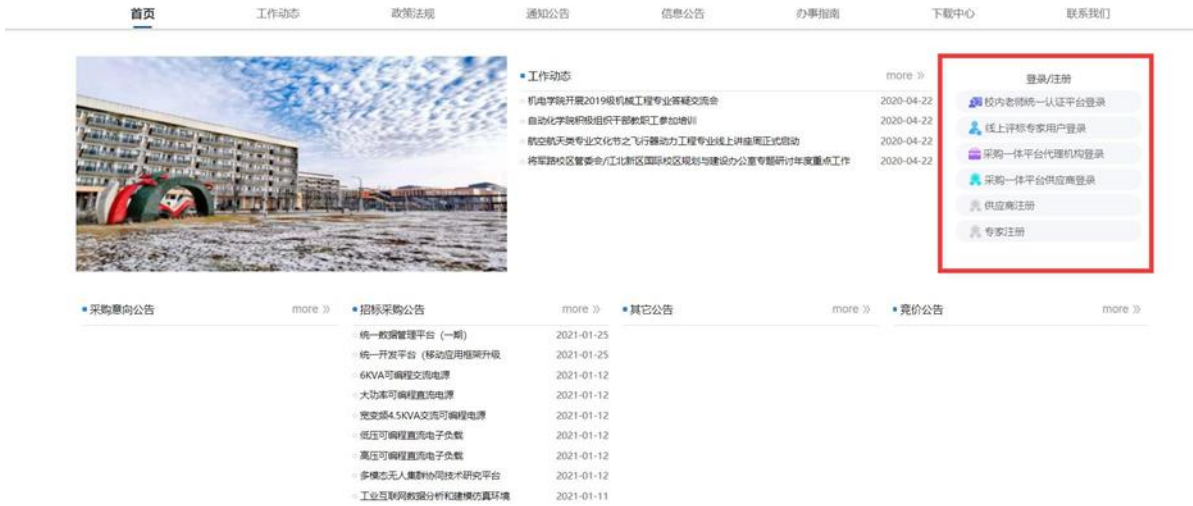 首页 工作动态 政策法规 通知公告 信息公告 办事指南 下载中心 联系我们
工作动态 more »
机电学院开展2019级机械工程专业答疑交流会 2020-04-22
自动化学院积极组织干部教职工参加培训 2020-04-22
航空航天类专业文化节之飞行器动力工程专业线上讲座周正式启动 2020-04-22
将军路校区管委会/江北新区国际校区规划与建设办公室专题研讨年度重点工作 2020-04-22
登录/注册
校内老师统一认证平台登录
线上评标专家用户登录
采购一体平台代理机构登录
采购一体平台供应商登录
供应商注册
专家注册
采购意向公告 more »
招标采购公告 more »
统一数据管理平台（一期） 2021-01-25
统一开发平台（移动应用框架升级 2021-01-25
6KVA可编程交流电源 2021-01-12
大功率可编程直流电源 2021-01-12
宽变频4.5KVA交流可编程电源 2021-01-12
低压可编程直流电子负载 2021-01-12
高压可编程直流电子负载 2021-01-12
多模态无人集群协同技术研究平台 2021-01-12
工业互联网数据分析和建模仿真环境 2021-01-11
其它公告 more »
竞价公告 more »